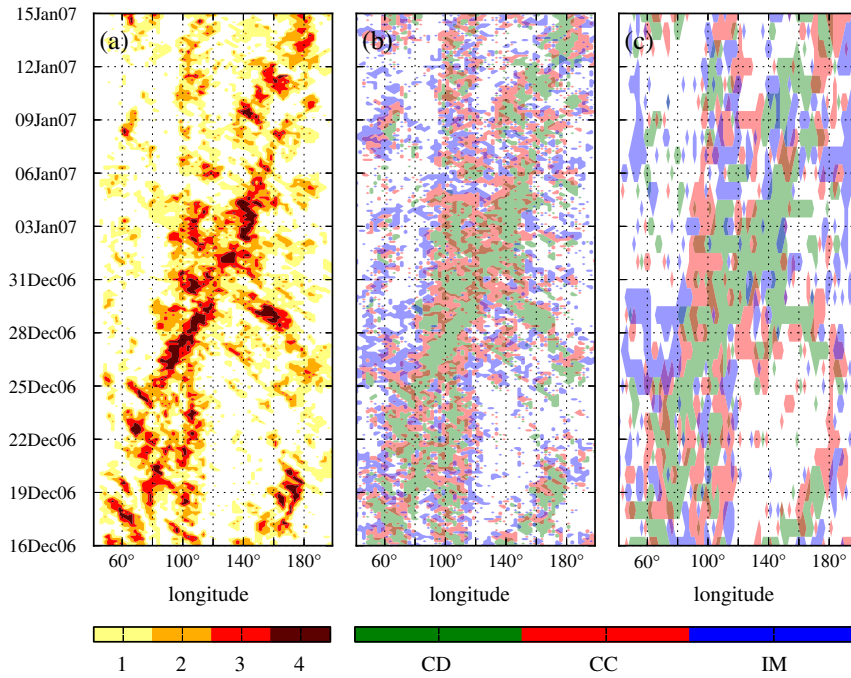 15Jan07
12Jan07
09Jan07
06Jan07
03Jan07
31Dec06
28Dec06
25Dec06
22Dec06
19Dec06
16Dec06
(a)
(b)
(c)
60° 100° 140° 180°
60° 100° 140° 180°
60° 100° 140° 180°
longitude
longitude
longitude
1 2 3 4
CD CC IM